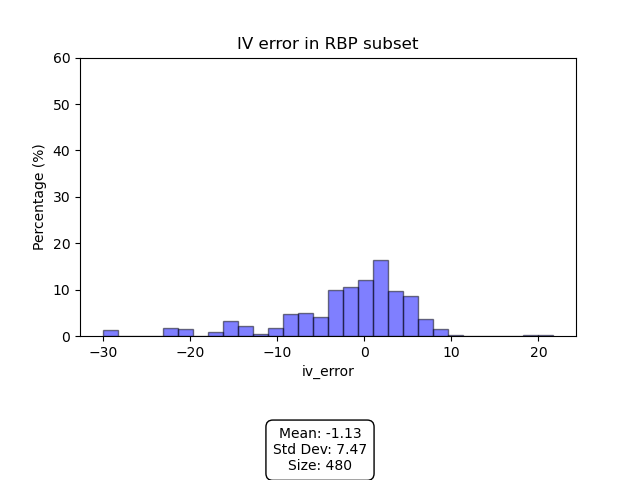 IV error in RBP subset
60
50
40
30
20
10
0
Percentage (%)
−30
−20
−10
0
10
20
iv_error
Mean: -1.13
Std Dev: 7.47
Size: 480